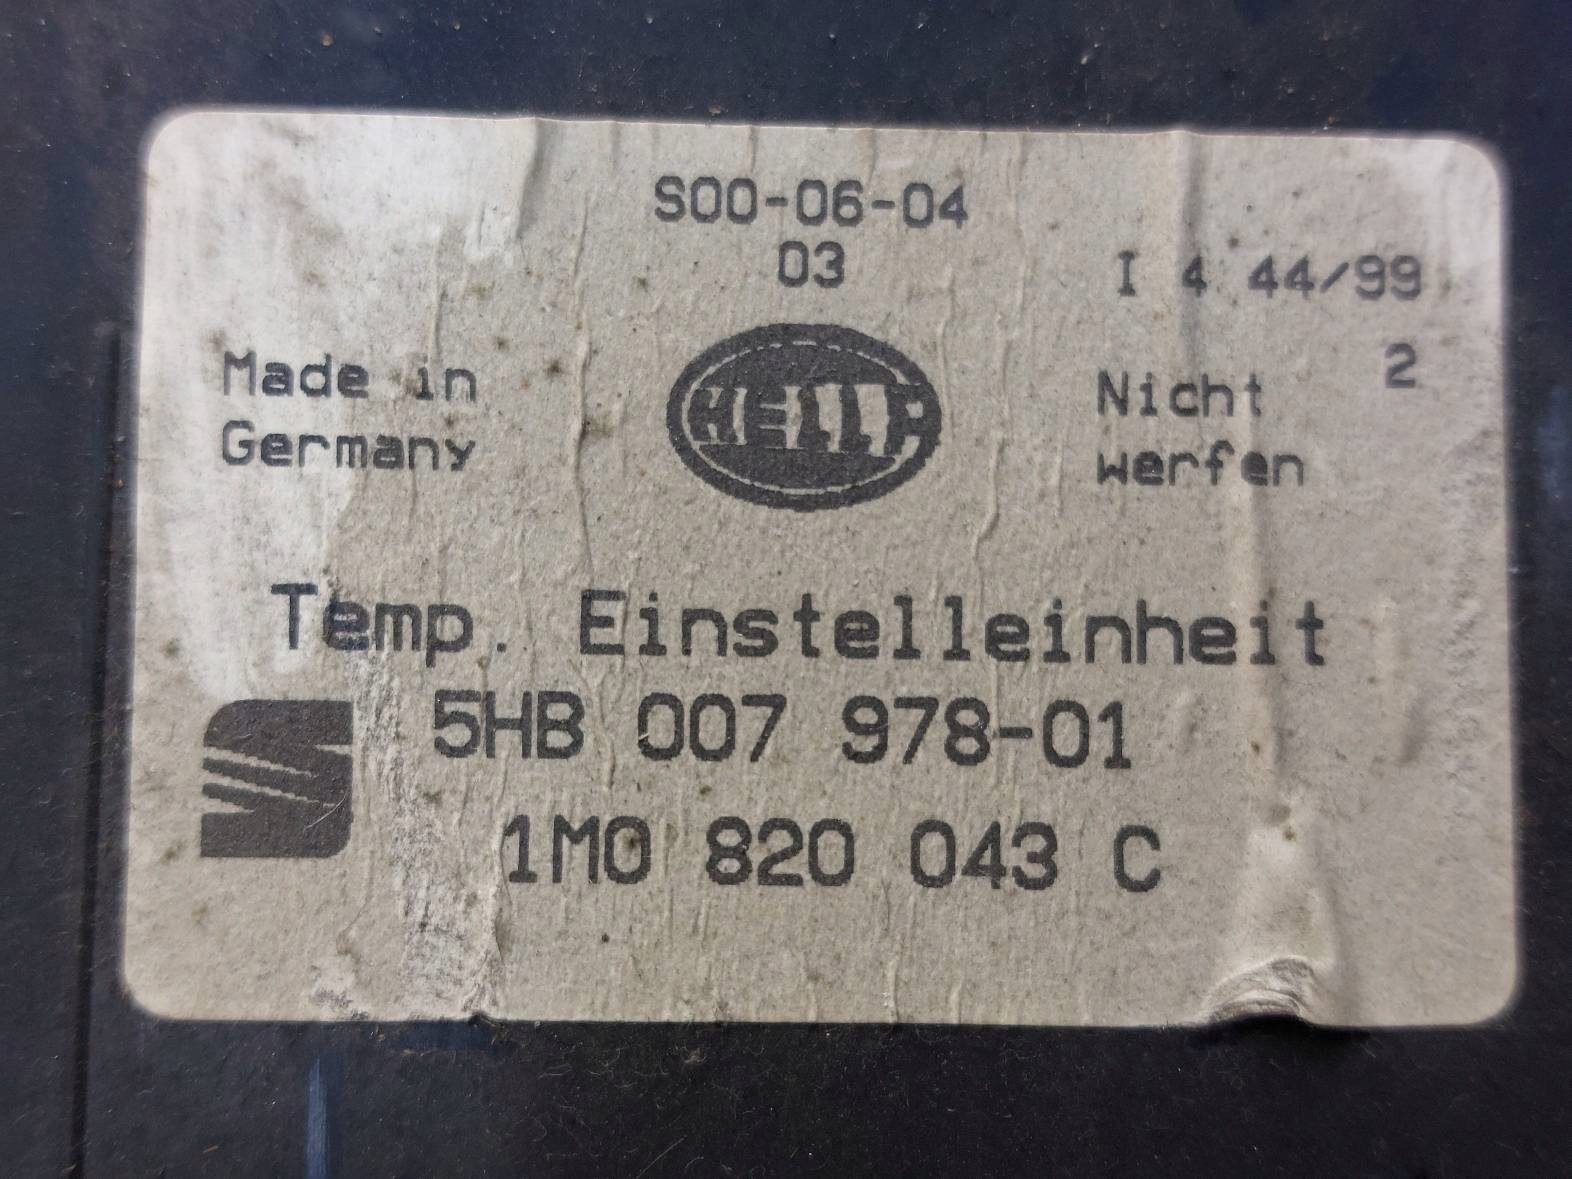 S00-06-04
03
I 4 44/99
2
Made in
Germany
HELLA
Nicht
werfen
Temp. Einstelleinheit
5HB 007 978-01
1M0 820 043 C